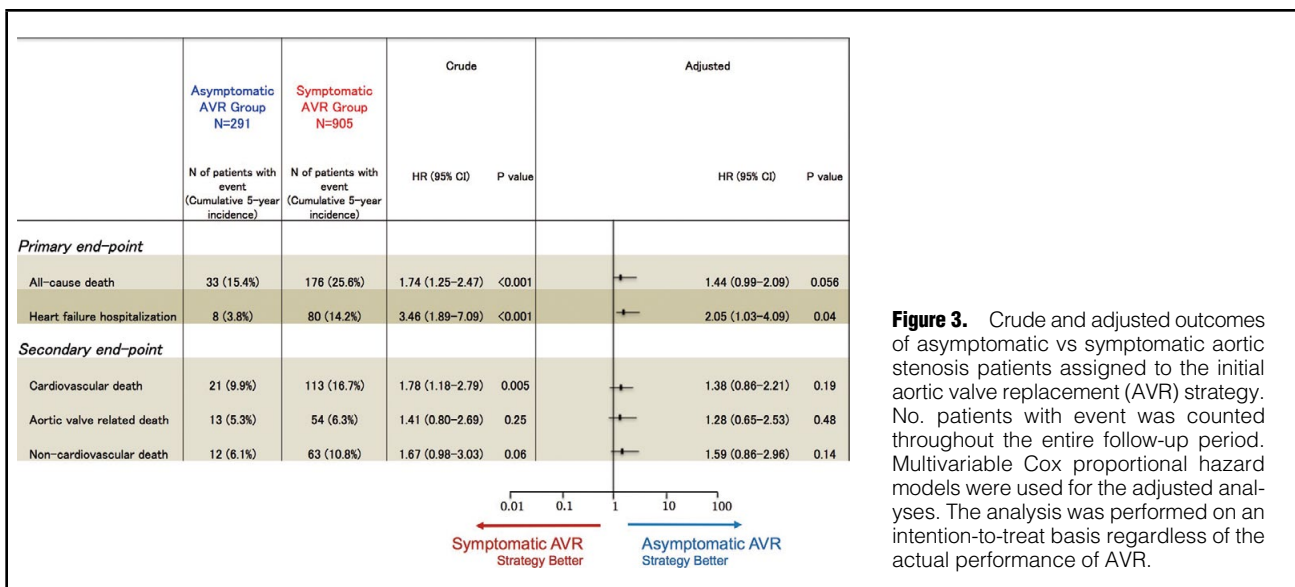 Crude
Adjusted
Asymptomatic
AVR Group
N=291
Symptomatic
AVR Group
N=905
N of patients with
event
(Cumulative 5-year
incidence)
N of patients with
event
(Cumulative 5-year
incidence)
HR (95% CI)
P value
HR (95% CI)
P value
Primary end-point
All-cause death 33 (15.4%) 176 (25.6%) 1.74 (1.25-2.47) <0.001 1.44 (0.99-2.09) 0.056
Heart failure hospitalization 8 (3.8%) 80 (14.2%) 3.46 (1.89-7.09) <0.001 2.05 (1.03-4.09) 0.04
Secondary end-point
Cardiovascular death 21 (9.9%) 113 (16.7%) 1.78 (1.18-2.79) 0.005 1.38 (0.86-2.21) 0.19
Aortic valve related death 13 (5.3%) 54 (6.3%) 1.41 (0.80-2.69) 0.25 1.28 (0.65-2.53) 0.48
Non-cardiovascular death 12 (6.1%) 63 (10.8%) 1.67 (0.98-3.03) 0.06 1.59 (0.86-2.96) 0.14
0.01 0.1 1 10 100
Symptomatic AVR
Strategy Better
Asymptomatic AVR
Strategy Better
Figure 3. Crude and adjusted outcomes
of asymptomatic vs symptomatic aortic
stenosis patients assigned to the initial
aortic valve replacement (AVR) strategy.
No. patients with event was counted
throughout the entire follow-up period.
Multivariable Cox proportional hazard
models were used for the adjusted anal-
yses. The analysis was performed on an
intention-to-treat basis regardless of the
actual performance of AVR.